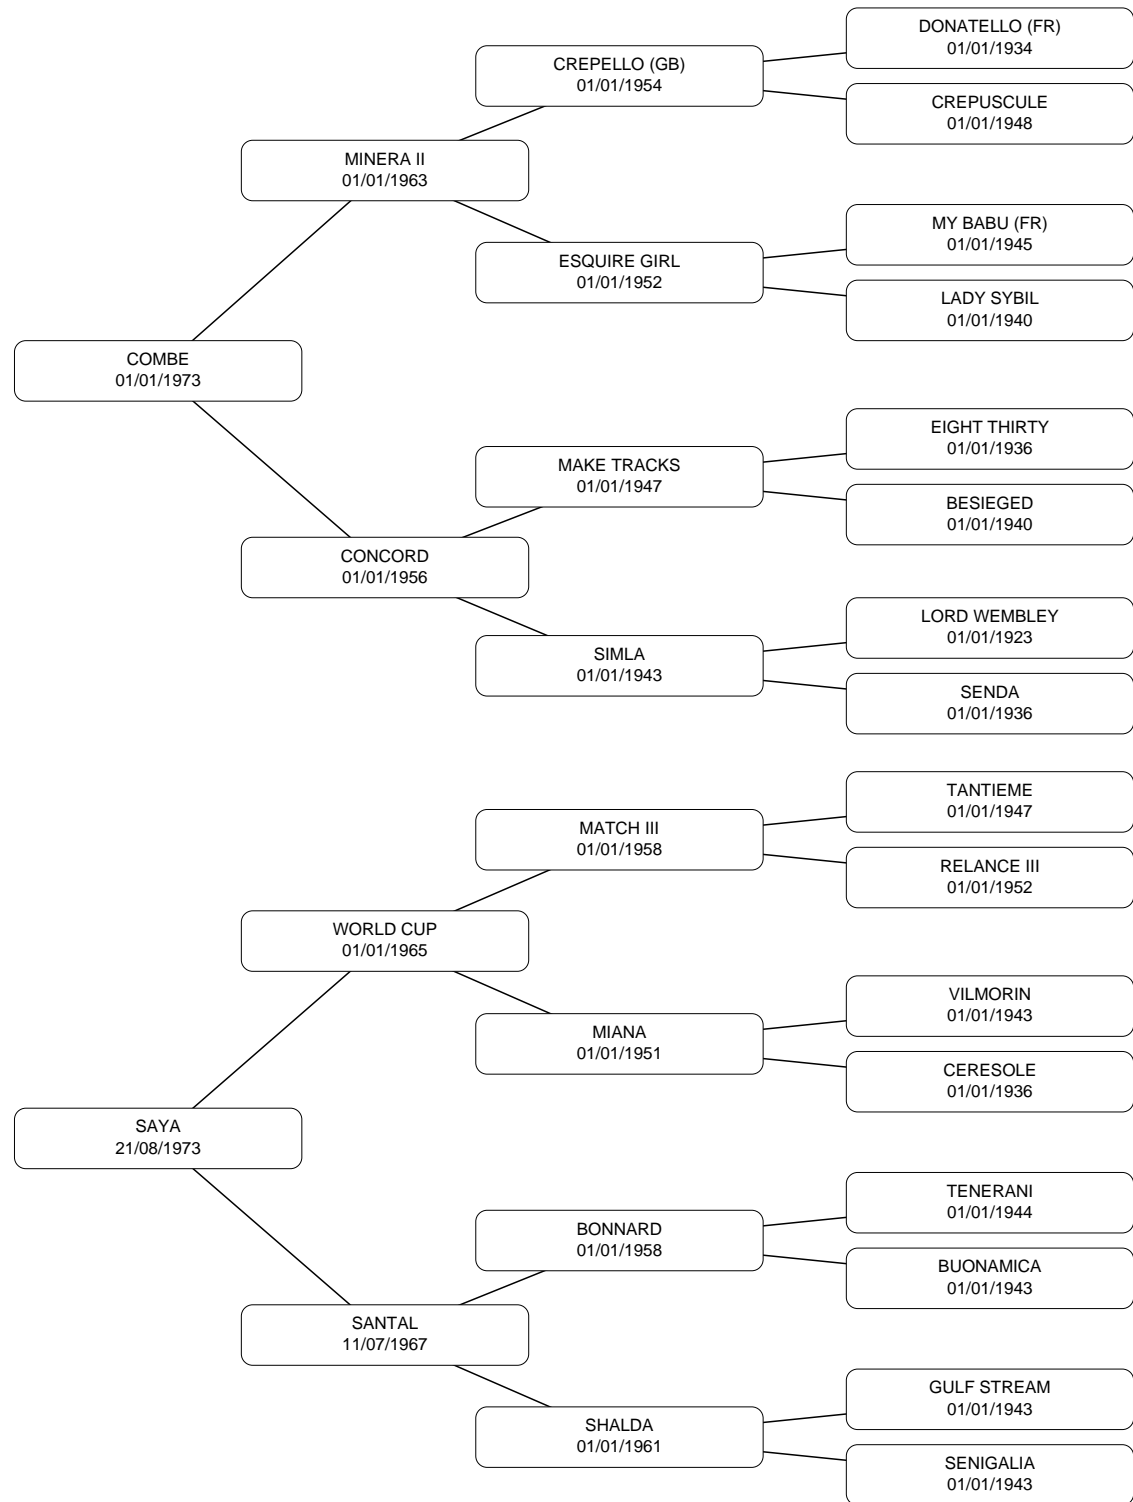 DONATELLO (FR)
01/01/1934
CREPELLO (GB)
01/01/1954
CREPUSCULE
01/01/1948
MINERA II
01/01/1963
MY BABU (FR)
01/01/1945
ESQUIRE GIRL
01/01/1952
LADY SYBIL
01/01/1940
COMBE
01/01/1973
EIGHT THIRTY
01/01/1936
MAKE TRACKS
01/01/1947
BESIEGED
01/01/1940
CONCORD
01/01/1956
LORD WEMBLEY
01/01/1923
SIMLA
01/01/1943
SENDA
01/01/1936
TANTIEME
01/01/1947
MATCH III
01/01/1958
RELANCE III
01/01/1952
WORLD CUP
01/01/1965
VILMORIN
01/01/1943
MIANA
01/01/1951
CERESOLE
01/01/1936
SAYA
21/08/1973
TENERANI
01/01/1944
BONNARD
01/01/1958
BUONAMICA
01/01/1943
SANTAL
11/07/1967
GULF STREAM
01/01/1943
SHALDA
01/01/1961
SENIGALIA
01/01/1943